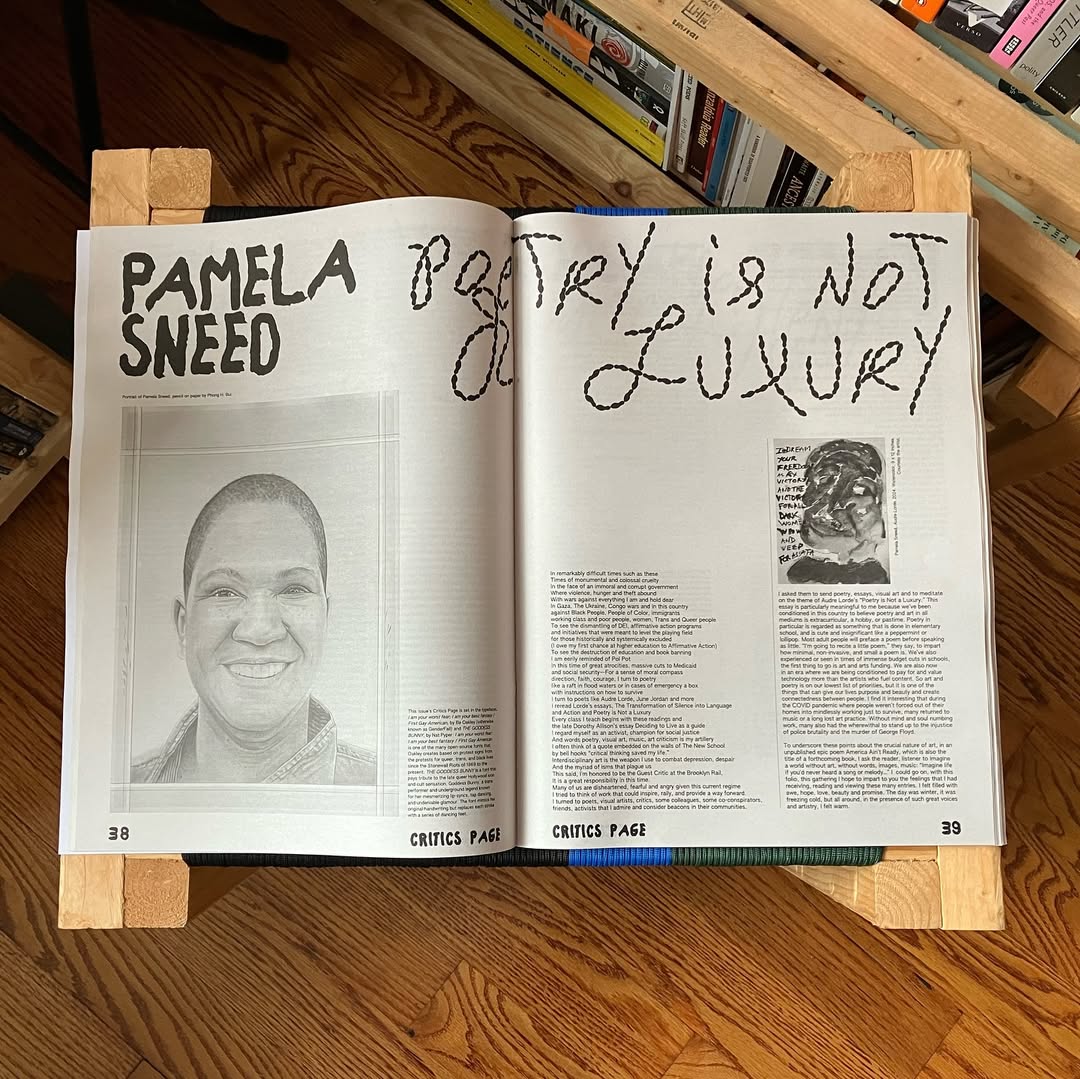 PAMELA
SNEED
POETRY is NOT
LUXURY
Portrait of Pamela Sneed, pencil on paper by Phong H. Bui.
This issue's Critics Page is set in the typeface,
I am your worst fear, I am your best fantasy /
First Gay American, by Be Oakley (otherwise
known as GenderFail) and THE GODDESS
BUNNY, by Nat Pyper. I am your worst fear
I am your best fantasy / First Gay American
is one of the many open-source fonts that
Oakley creates based on protest signs from
the protests for queer, trans, and black lives
since the Stonewall Riots of 1969 to the
present. THE GODDESS BUNNY is a font that
pays tribute to the late queer Hollywood icon
and cult sensation, Goddess Bunny, a trans
performer and underground legend known
for her mesmerizing lip-syncs, tap dancing,
and undeniable glamour. The font mimics her
original handwriting but replaces each stroke
with a series of dancing feet.
38
CRITICS PAGE
In remarkably difficult times such as these
Times of monumental and colossal cruelty
In the face of an immoral and corrupt government
Where violence, hunger and theft abound
With wars against everything I am and hold dear
In Gaza, The Ukraine, Congo wars and in this country
against Black People, People of Color, immigrants
working class and poor people, women, Trans and Queer people
To see the dismantling of DEI, affirmative action programs
and initiatives that were meant to level the playing field
for those historically and systemically excluded
(I owe my first chance at higher education to Affirmative Action)
To see the destruction of education and book banning
I am eerily reminded of Pol Pot
In this time of great atrocities, massive cuts to Medicaid
and social security—For a sense of moral compass
direction, faith, courage, I turn to poetry
like a raft in flood waters or in cases of emergency a box
with instructions on how to survive
I turn to poets like Audre Lorde, June Jordan and more
I reread Lorde's essays, The Transformation of Silence into Language
and Action and Poetry is Not a Luxury
Every class I teach begins with these readings and
the late Dorothy Allison's essay Deciding to Live as a guide
I regard myself as an activist, champion for social justice
And words poetry, visual art, music, art criticism is my artillery
I often think of a quote embedded on the walls of The New School
by bell hooks "critical thinking saved my life."
Interdisciplinary art is the weapon I use to combat depression, despair
And the myriad of isms that plague us.
This said, I'm honored to be the Guest Critic at the Brooklyn Rail,
It is a great responsibility in this time.
Many of us are disheartened, fearful and angry given this current regime
I tried to think of work that could inspire, rally, and provide a way forward.
I turned to poets, visual artists, critics, some colleagues, some co-conspirators,
friends, activists that I admire and consider beacons in their communities.
I DREAM
YOUR
FREEDOM
AS MY
VICTORY
AND THE
VICTORY
FOR ALL
DARK
WOMEN
AND
WEEP
FOR ASSATA
Pamela Sneed, Audre Lorde, 2024. Watercolor, 9 x 12 inches.
Courtesy the artist.
I asked them to send poetry, essays, visual art and to meditate
on the theme of Audre Lorde's "Poetry is Not a Luxury." This
essay is particularly meaningful to me because we've been
conditioned in this country to believe poetry and art in all
mediums is extracurricular, a hobby, or pastime. Poetry in
particular is regarded as something that is done in elementary
school, and is cute and insignificant like a peppermint or
lollipop. Most adult people will preface a poem before speaking
as little. "I'm going to recite a little poem," they say, to impart
how minimal, non-invasive, and small a poem is. We've also
experienced or seen in times of immense budget cuts in schools,
the first thing to go is art and arts funding. We are also now
in an era where we are being conditioned to pay for and value
technology more than the artists who fuel content. So art and
poetry is on our lowest list of priorities, but it is one of the
things that can give our lives purpose and beauty and create
connectedness between people. I find it interesting that during
the COVID pandemic where people weren't forced out of their
homes into mindlessly working just to survive, many returned to
music or a long lost art practice. Without mind and soul numbing
work, many also had the wherewithal to stand up to the injustice
of police brutality and the murder of George Floyd.
To underscore these points about the crucial nature of art, in an
unpublished epic poem America Ain't Ready, which is also the
title of a forthcoming book, I ask the reader, listener to Imagine
a world without art, without words, images, music: "Imagine life
if you'd never heard a song or melody..." I could go on, with this
folio, this gathering I hope to impart to you the feelings that I had
receiving, reading and viewing these many entries. I felt filled with
awe, hope, love, beauty and promise. The day was winter, it was
freezing cold, but all around, in the presence of such great voices
and artistry, I felt warm.
CRITICS PAGE
39
MAKE
PATIENCE
Reader
ANCES
VERSO
polity
TLER